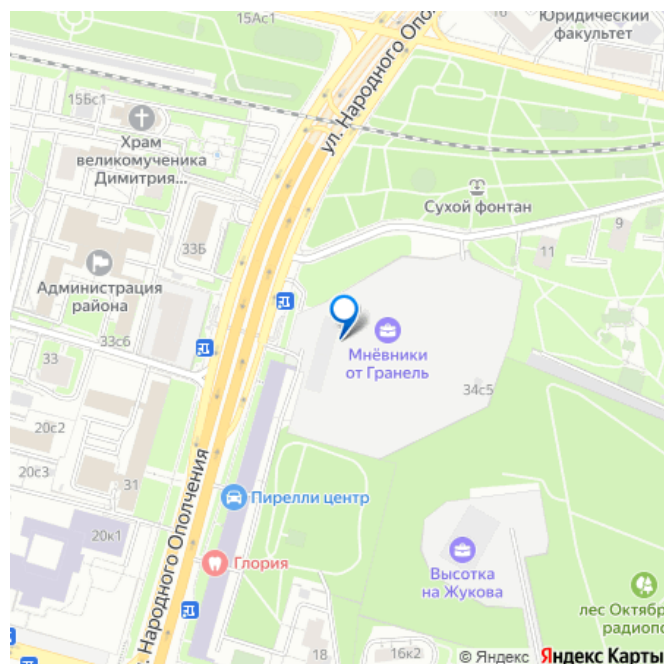 15Ас1
16
Юридический
факультет
ул. Народного Опол
15Бс1
Храм
великомученика
Димитрия...
Сухой фонтан
9
11
33Б
Администрация
района
33с6
33
Мнёвники
от Гранель
34с5
20с2
20с3
31
20к1
ул. Народного Ополчения
Пирелли центр
Глория
Высотка
на Жукова
лес Октябр
радиопо
18
16к2
© Яндекс Яндекс Карты